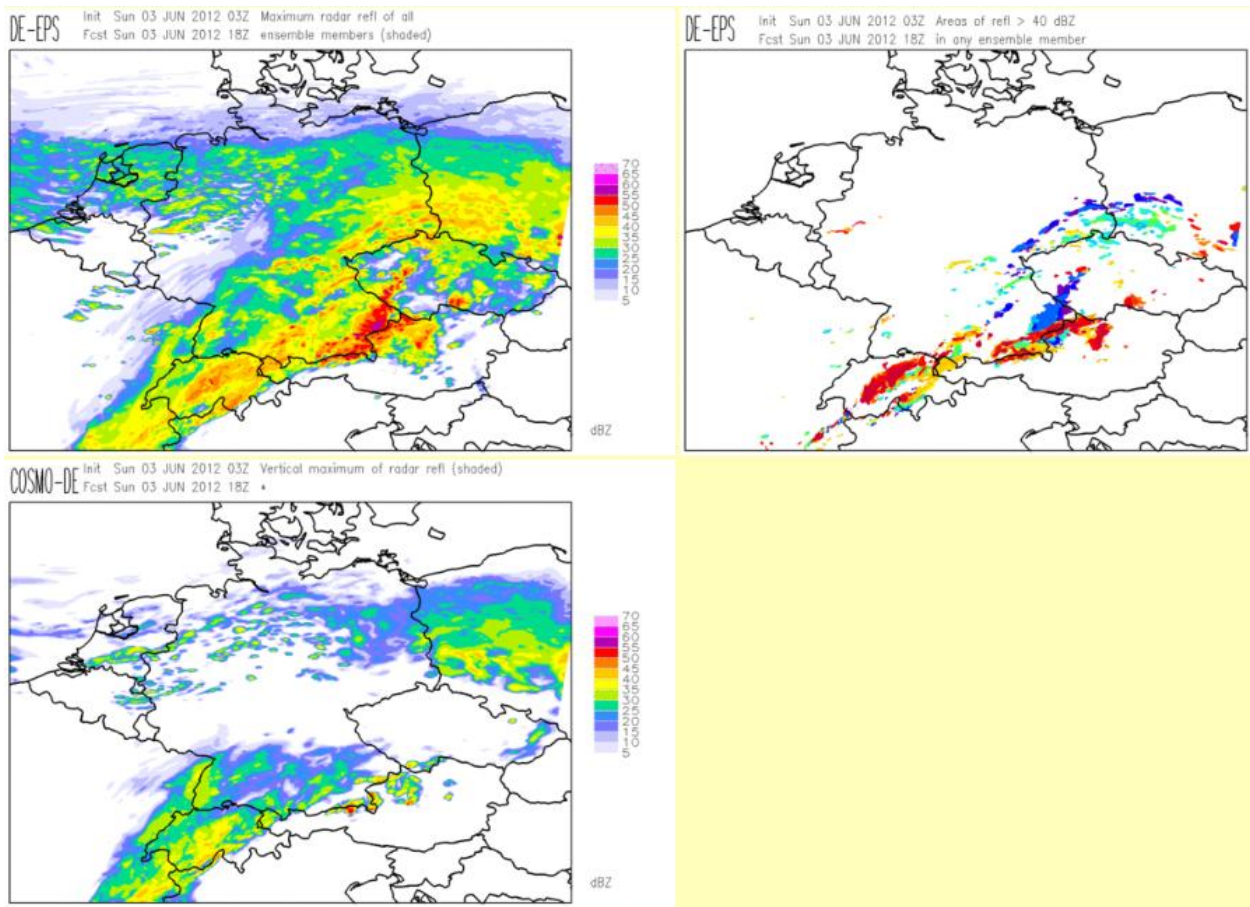 DE-EPS
Init Sun 03 JUN 2012 03Z Maximum radar refl of all
Fcst Sun 03 JUN 2012 18Z ensemble members (shaded)
70
65
60
55
50
45
40
35
30
25
20
15
10
5
dBZ
DE-EPS
Init Sun 03 JUN 2012 03Z Areas of refl > 40 dBZ
Fcst Sun 03 JUN 2012 18Z in any ensemble member
COSMO-DE
Init Sun 03 JUN 2012 03Z Vertical maximum of radar refl (shaded)
Fcst Sun 03 JUN 2012 18Z
70
65
60
55
50
45
40
35
30
25
20
15
10
5
dBZ